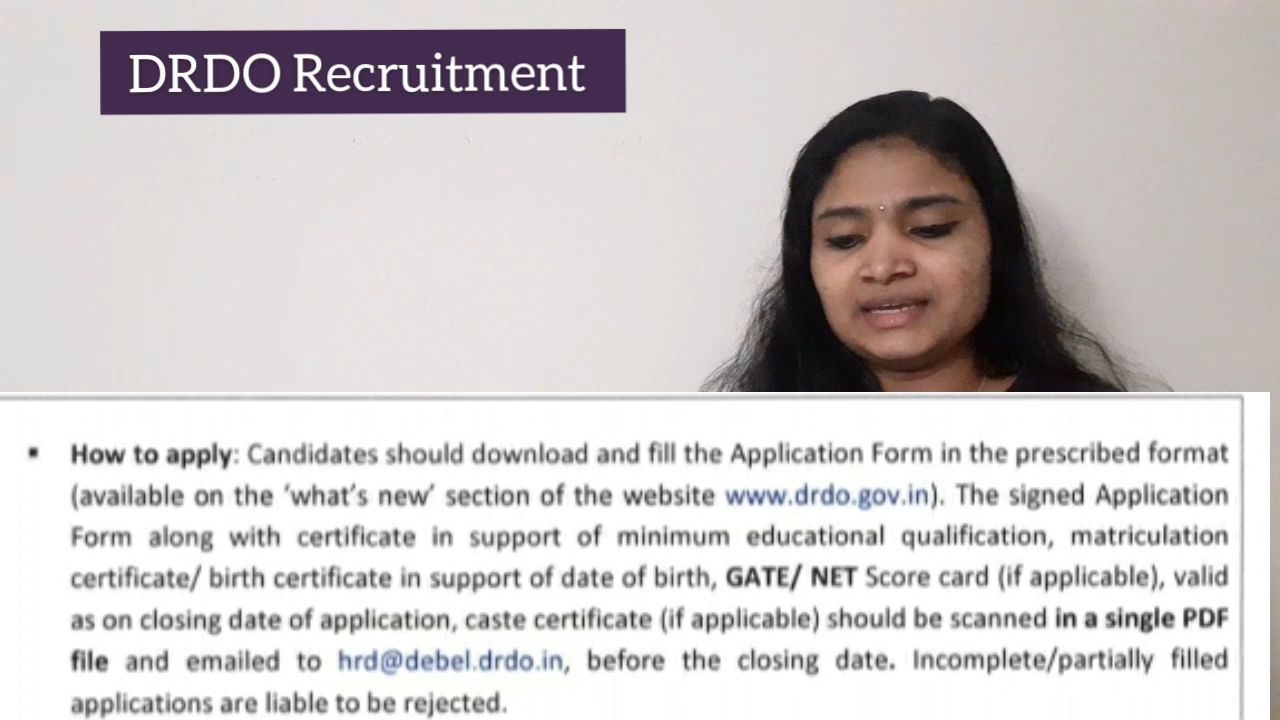 DRDO Recruitment
▪ How to apply: Candidates should download and fill the Application Form in the prescribed format
(available on the ‘what’s new’ section of the website www.drdo.gov.in). The signed Application
Form along with certificate in support of minimum educational qualification, matriculation
certificate/ birth certificate in support of date of birth, GATE/ NET Score card (if applicable), valid
as on closing date of application, caste certificate (if applicable) should be scanned in a single PDF
file and emailed to hrd@debel.drdo.in, before the closing date. Incomplete/partially filled
applications are liable to be rejected.